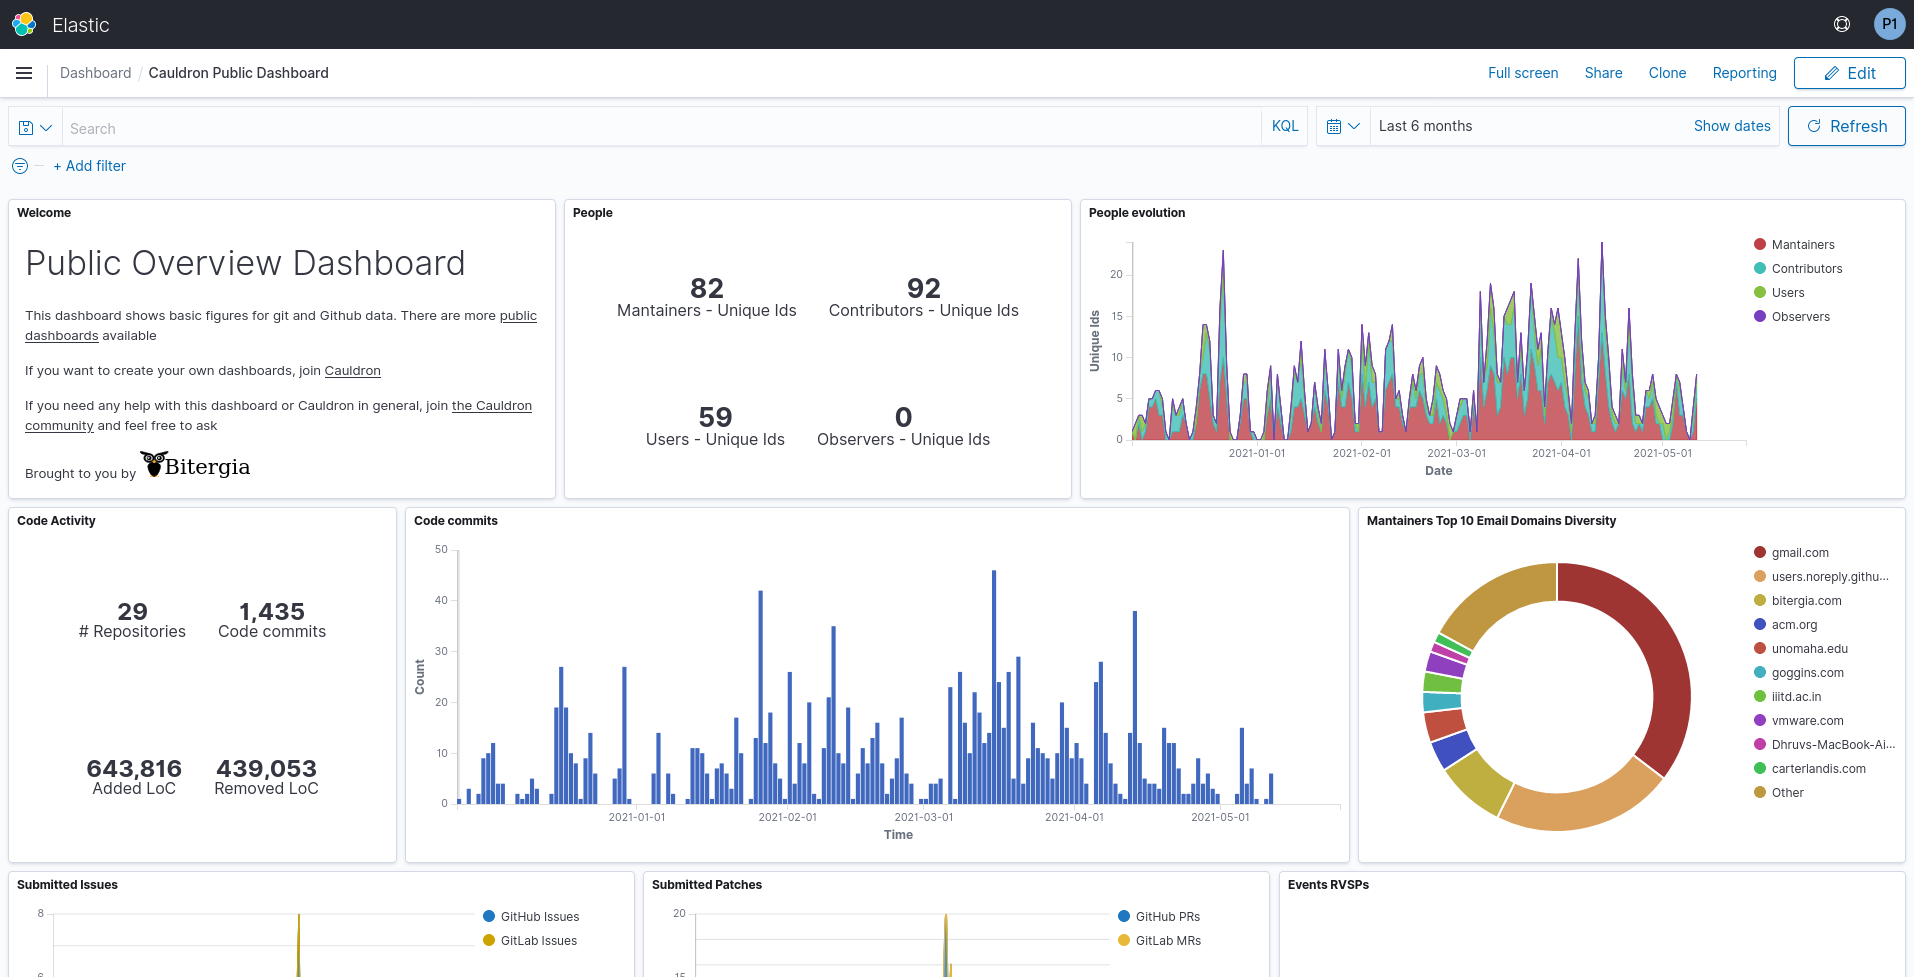 Elastic
P1
Dashboard / Cauldron Public Dashboard
Full screen
Share
Clone
Reporting
Edit
Search
KQL
Last 6 months
Show dates
Refresh
+ Add filter
Welcome
Public Overview Dashboard
This dashboard shows basic figures for git and Github data. There are more public
dashboards available
If you want to create your own dashboards, join Cauldron
If you need any help with this dashboard or Cauldron in general, join the Cauldron
community and feel free to ask
Brought to you by Bitergia
People
82
Mantainers - Unique Ids
92
Contributors - Unique Ids
59
Users - Unique Ids
0
Observers - Unique Ids
People evolution
Unique Ids
20
15
10
5
0
2021-01-01
2021-02-01
2021-03-01
2021-04-01
2021-05-01
Date
Mantainers
Contributors
Users
Observers
Code Activity
29
# Repositories
1,435
Code commits
643,816
Added LoC
439,053
Removed LoC
Code commits
Count
50
40
30
20
10
0
2021-01-01
2021-02-01
2021-03-01
2021-04-01
2021-05-01
Time
Mantainers Top 10 Email Domains Diversity
gmail.com
users.noreply.githu...
bitergia.com
acm.org
unomaha.edu
goggins.com
iiitd.ac.in
vmware.com
Dhruvs-MacBook-Ai...
carterlandis.com
Other
Submitted Issues
8
6
GitHub Issues
GitLab Issues
Submitted Patches
20
15
GitHub PRs
GitLab MRs
Events RVSPs